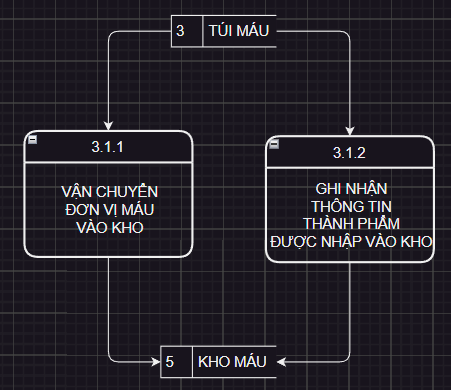 3 TÚI MÁU
3.1.1
VẬN CHUYỂN
ĐƠN VỊ MÁU
VÀO KHO
3.1.2
GHI NHẬN
THÔNG TIN
THÀNH PHẨM
ĐƯỢC NHẬP VÀO KHO
5 KHO MÁU